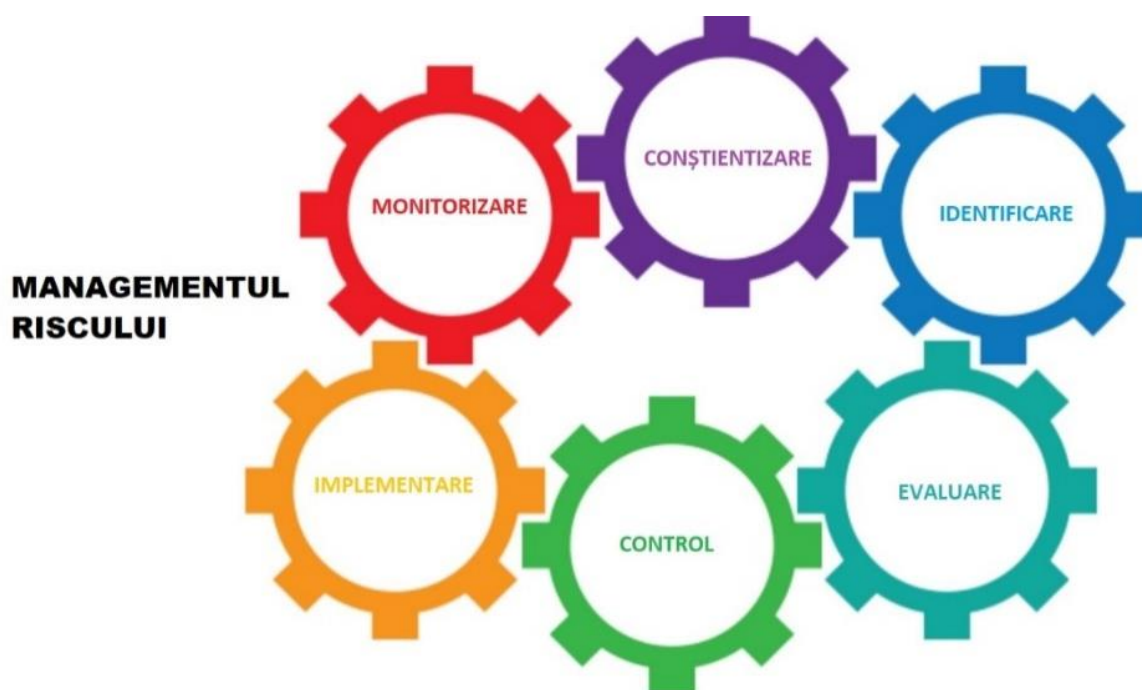 CONȘTIENTIZARE
MONITORIZARE
IDENTIFICARE
MANAGEMENTUL
RISCULUI
IMPLEMENTARE
EVALUARE
CONTROL